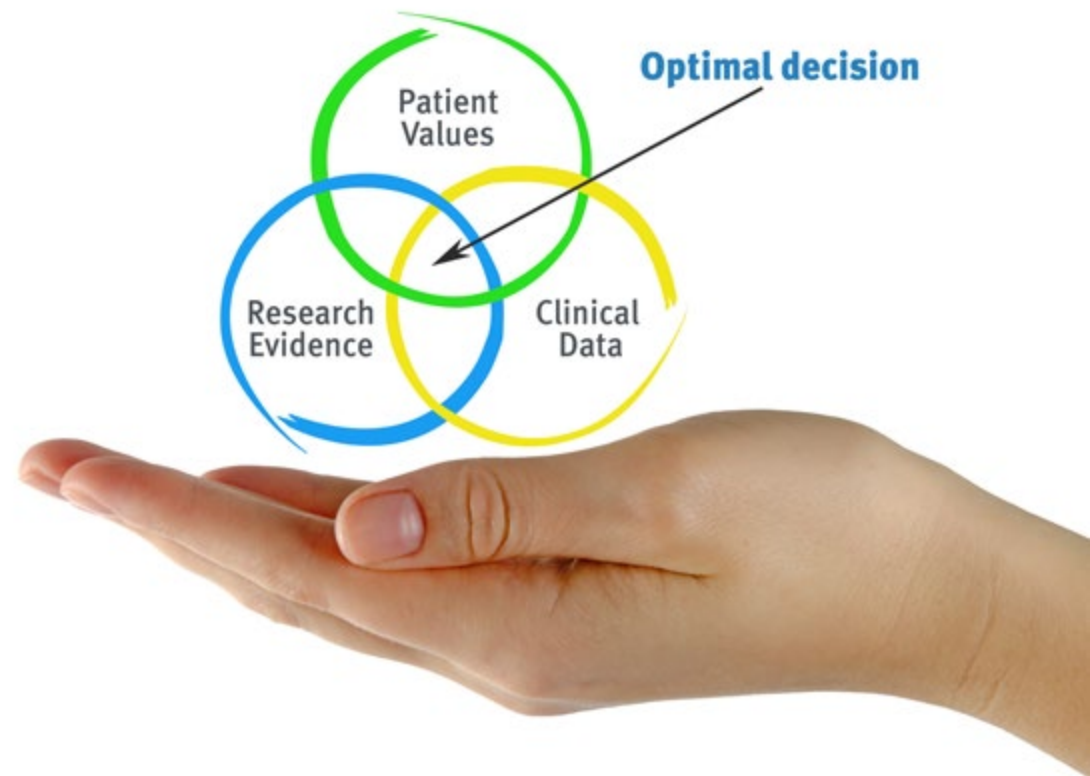 Optimal decision
Patient
Values
Research
Evidence
Clinical
Data